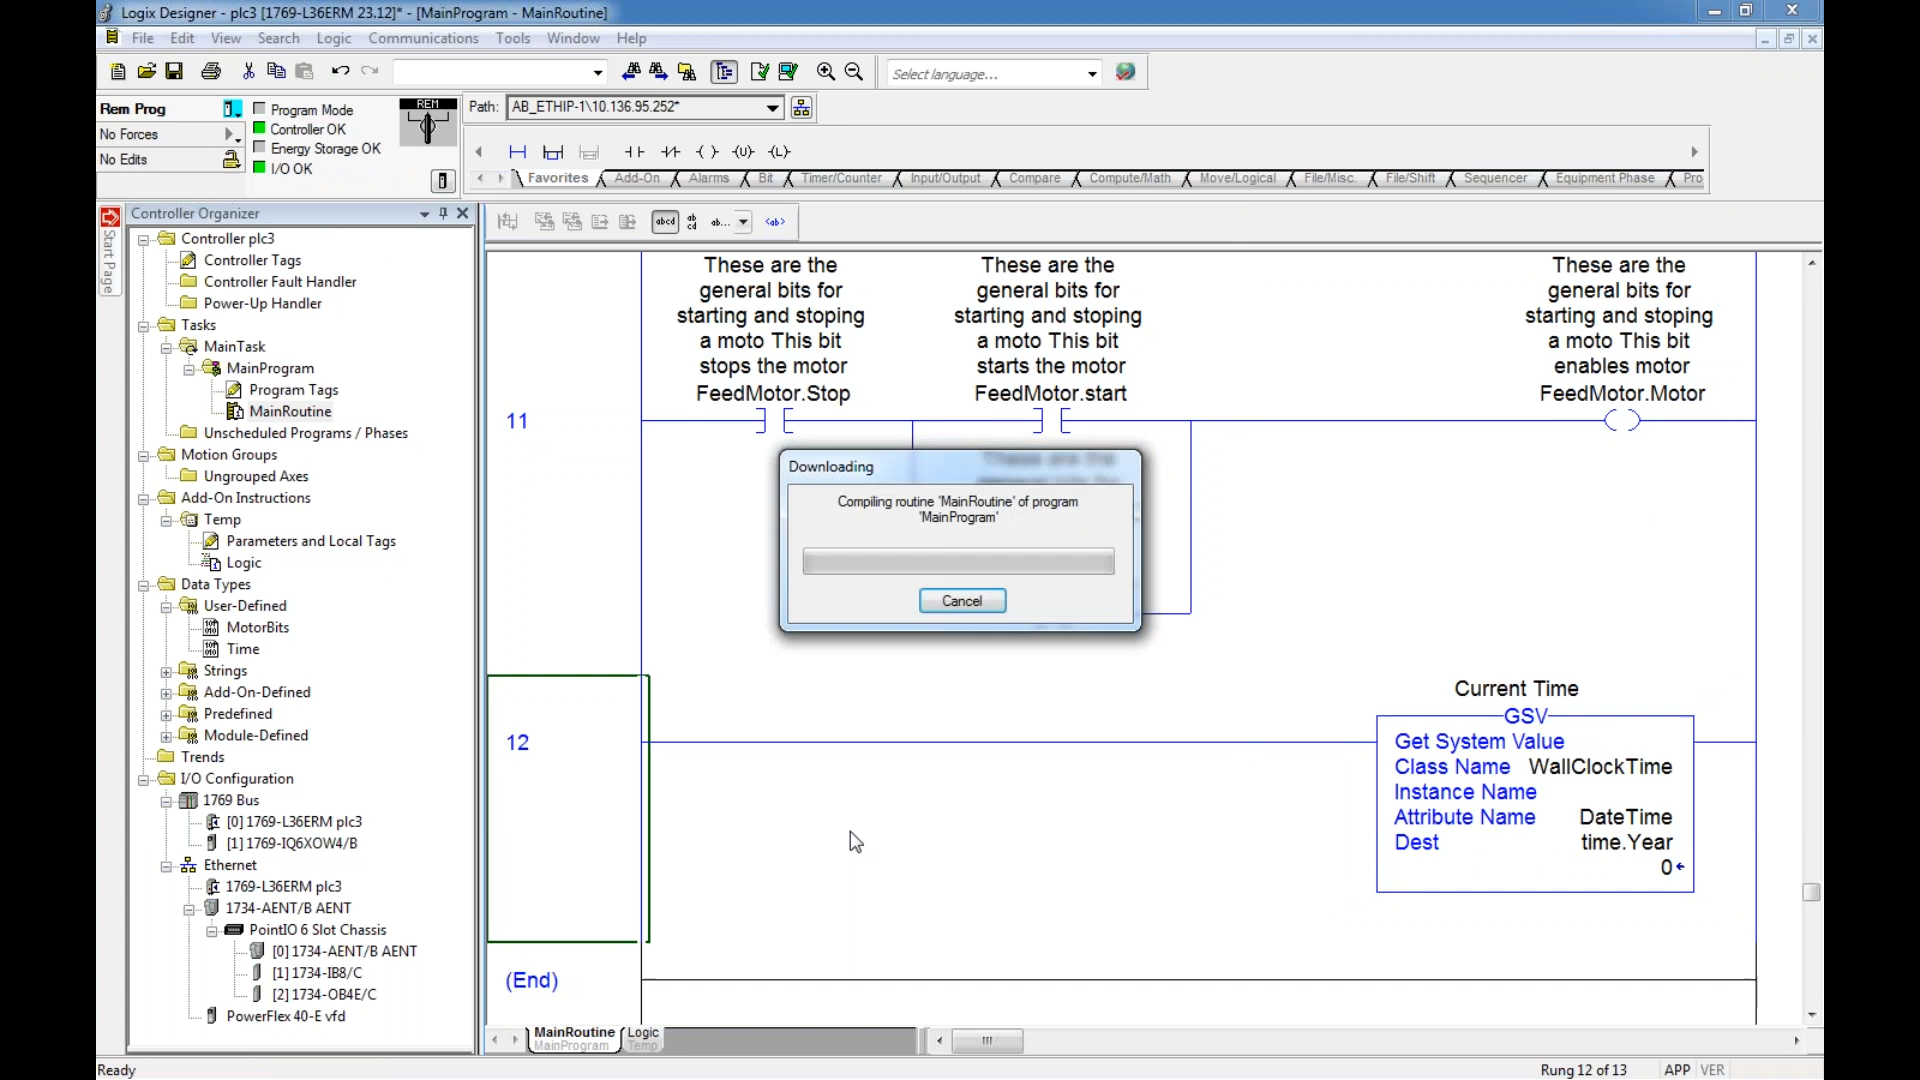 Logix Designer - plc3 [1769-L36ERM 23.12]* - [MainProgram - MainRoutine]
File Edit View Search Logic Communications Tools Window Help
Select language...
Rem Prog
No Forces
No Edits
Program Mode
Controller OK
Energy Storage OK
I/O OK
REM
Path: AB_ETHIP-1\10.136.95.252*
Favorites Add-On Alarms Bit Timer/Counter Input/Output Compare Compute/Math Move/Logical File/Misc. File/Shift Sequencer Equipment Phase Pro
Start Page
Controller Organizer
Controller plc3
Controller Tags
Controller Fault Handler
Power-Up Handler
Tasks
MainTask
MainProgram
Program Tags
MainRoutine
Unscheduled Programs / Phases
Motion Groups
Ungrouped Axes
Add-On Instructions
Temp
Parameters and Local Tags
Logic
Data Types
User-Defined
MotorBits
Time
Strings
Add-On-Defined
Predefined
Module-Defined
Trends
I/O Configuration
1769 Bus
[0] 1769-L36ERM plc3
[1] 1769-IQ6XOW4/B
Ethernet
1769-L36ERM plc3
1734-AENT/B AENT
PointIO 6 Slot Chassis
[0] 1734-AENT/B AENT
[1] 1734-IB8/C
[2] 1734-OB4E/C
PowerFlex 40-E vfd
abcd
ab cd
ab...
<ab>
These are the
general bits for
starting and stoping
a moto This bit
stops the motor
FeedMotor.Stop
These are the
general bits for
starting and stoping
a moto This bit
starts the motor
FeedMotor.start
These are the
general bits for
starting and stoping
a moto This bit
enables motor
FeedMotor.Motor
11
These are the
Downloading
Compiling routine 'MainRoutine' of program
'MainProgram'
Cancel
12
Current Time
GSV
Get System Value
Class Name WallClockTime
Instance Name
Attribute Name DateTime
Dest time.Year
0
(End)
MainRoutine
MainProgram
Logic
Temp
Ready
Rung 12 of 13
APP VER